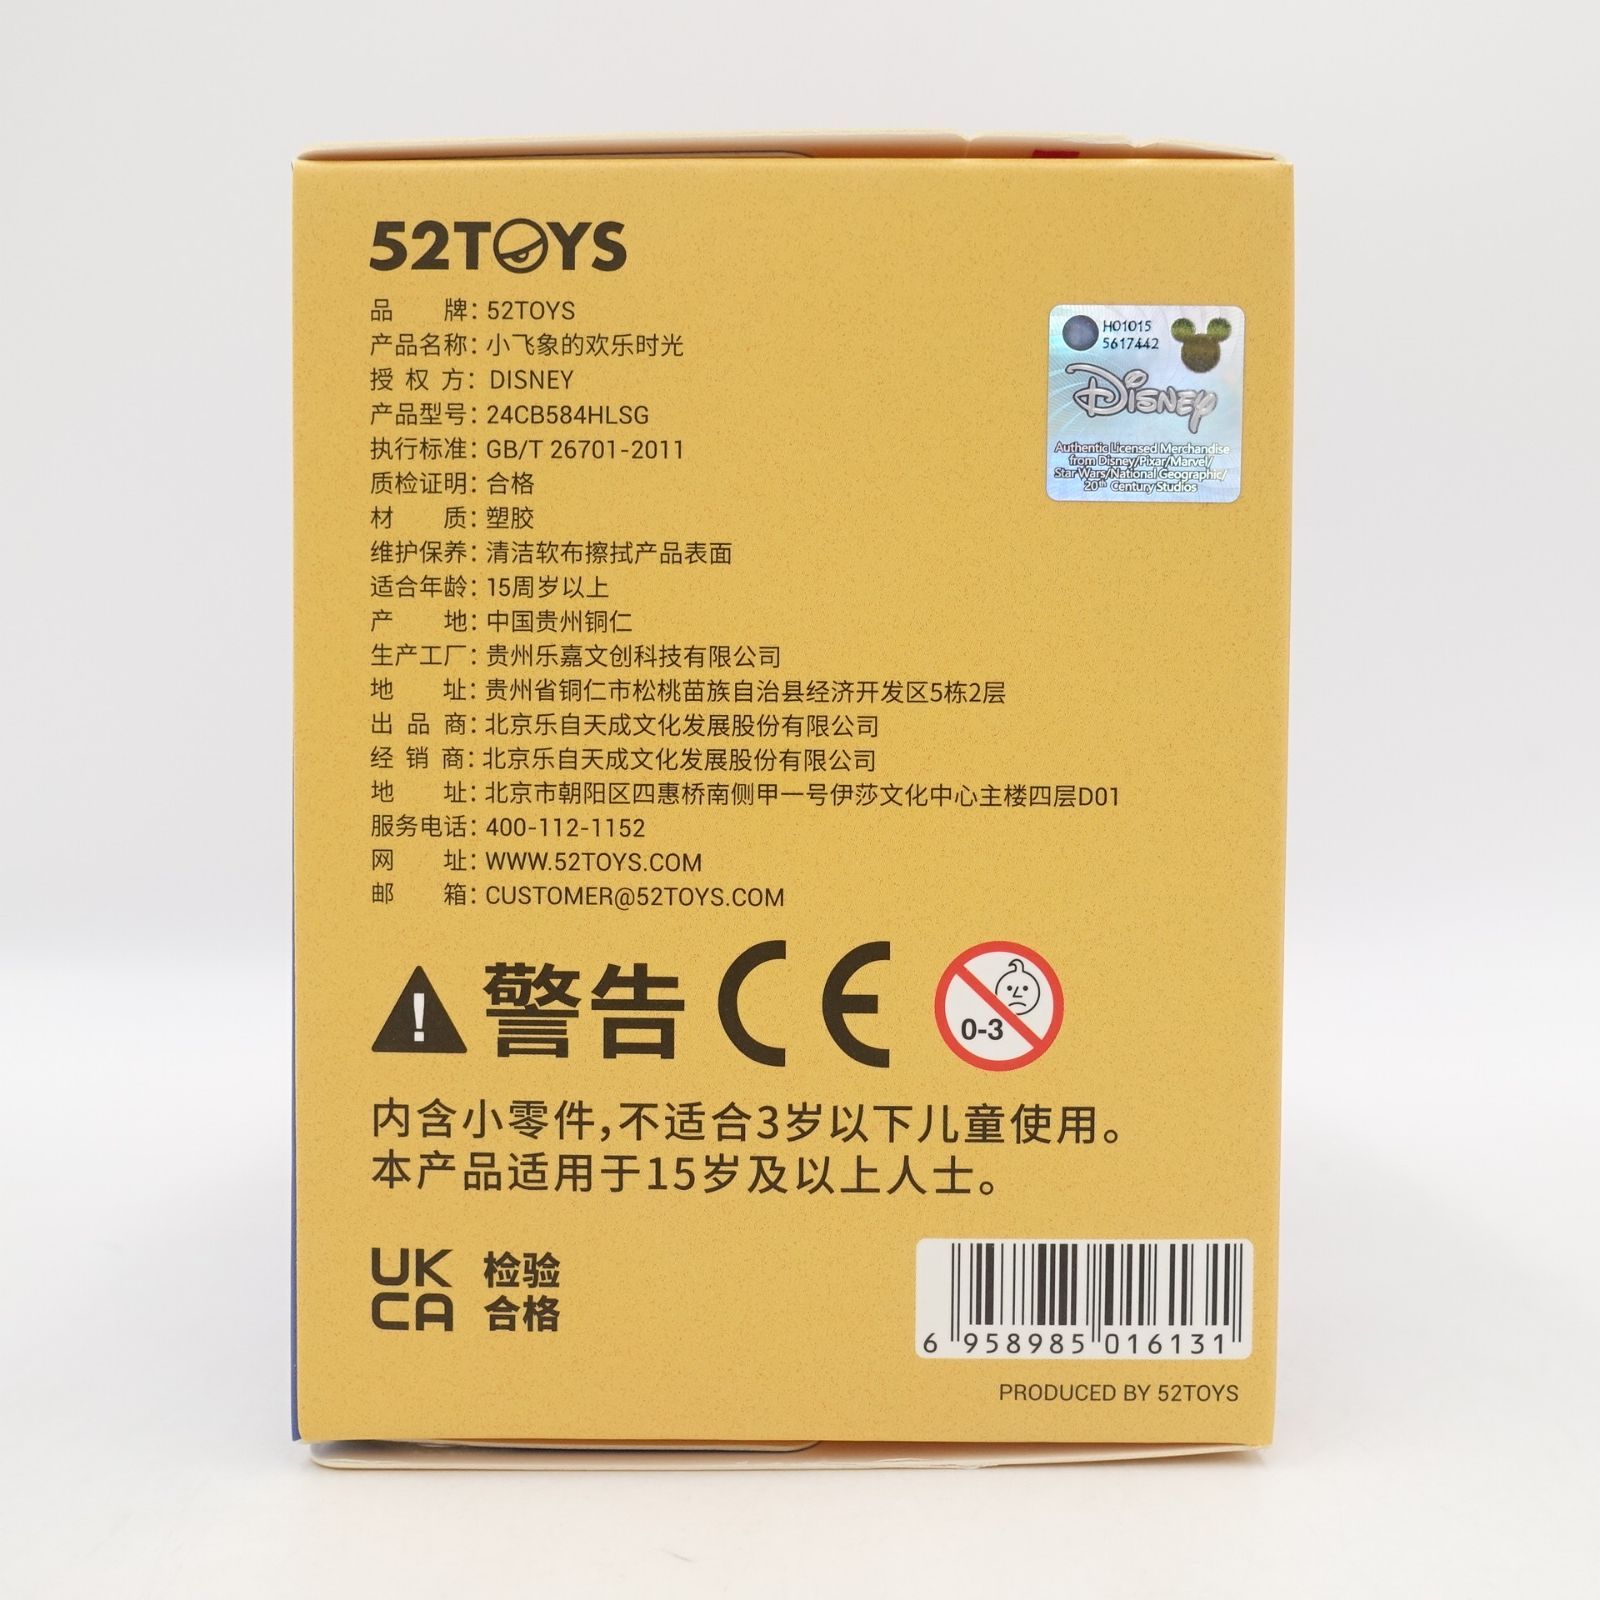 52TOYS
品 牌：52TOYS
产品名称：小飞象的欢乐时光
授 权 方：DISNEY
产品型号：24CB584HLSG
执行标准：GB/T 26701-2011
质检证明：合格
材 质：塑胶
维护保养：清洁软布擦拭产品表面
适合年龄：15周岁以上
产 地：中国贵州铜仁
生产工厂：贵州乐嘉文创科技有限公司
地 址：贵州省铜仁市松桃苗族自治县经济开发区5栋2层
出 品 商：北京乐自天成文化发展股份有限公司
经 销 商：北京乐自天成文化发展股份有限公司
地 址：北京市朝阳区四惠桥南侧甲一号伊莎文化中心主楼四层D01
服务电话：400-112-1152
网 址：WWW.52TOYS.COM
邮 箱：CUSTOMER@52TOYS.COM
H01015
5617442
Disney
Authentic Licensed Merchandise
from Disney/Pixar/Marvel/
Star Wars/National Geographic/
20th Century Studios
警告 CE 0-3
内含小零件，不适合3岁以下儿童使用。
本产品适用于15岁及以上人士。
UK
CA
检验
合格
6 958985 016131
PRODUCED BY 52TOYS